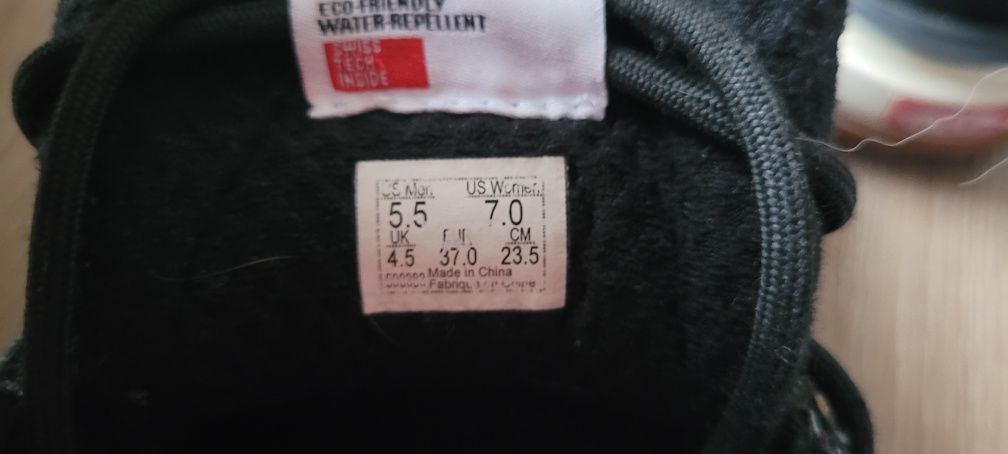 ECO-FRIENDLY
WATER-REPELLENT
SWISS
TECH
INSIDE
US Men US Women
5.5 7.0
UK EUR CM
4.5 37.0 23.5
Made in China